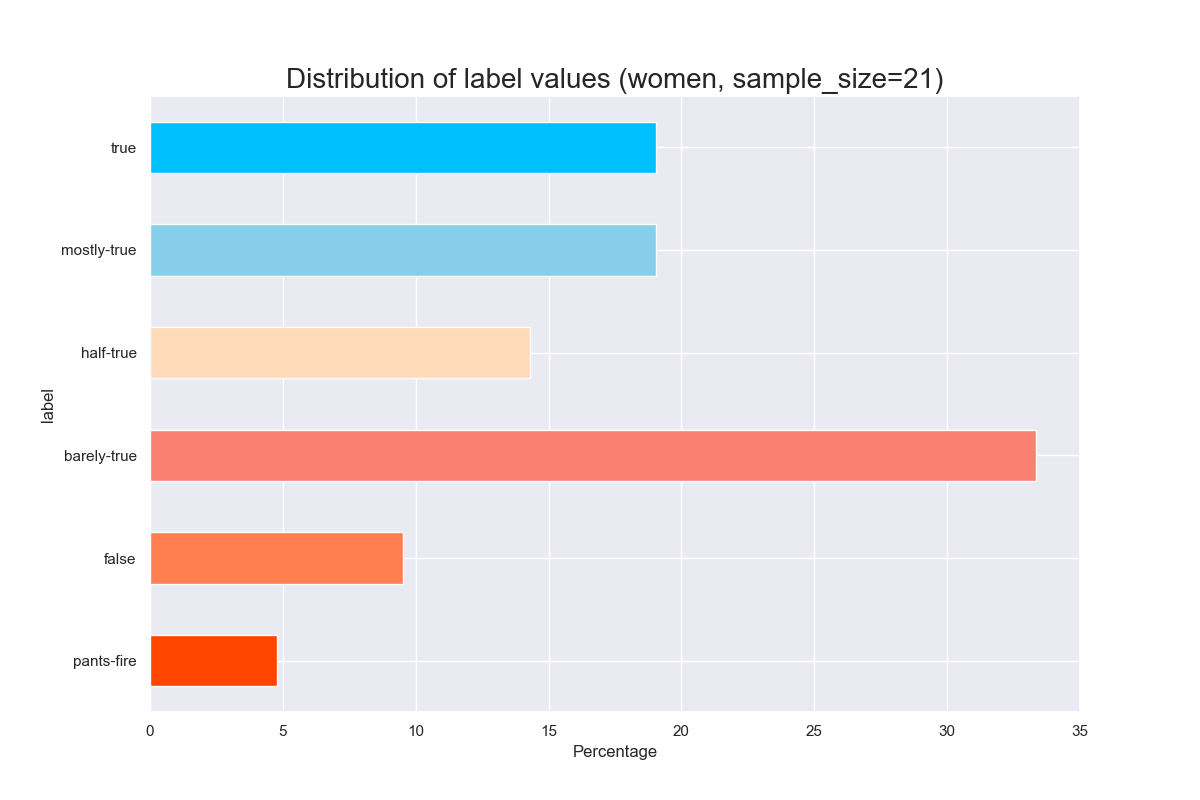 Distribution of label values (women, sample_size=21)
true
mostly-true
half-true
label
barely-true
false
pants-fire
0 5 10 15 20 25 30 35
Percentage